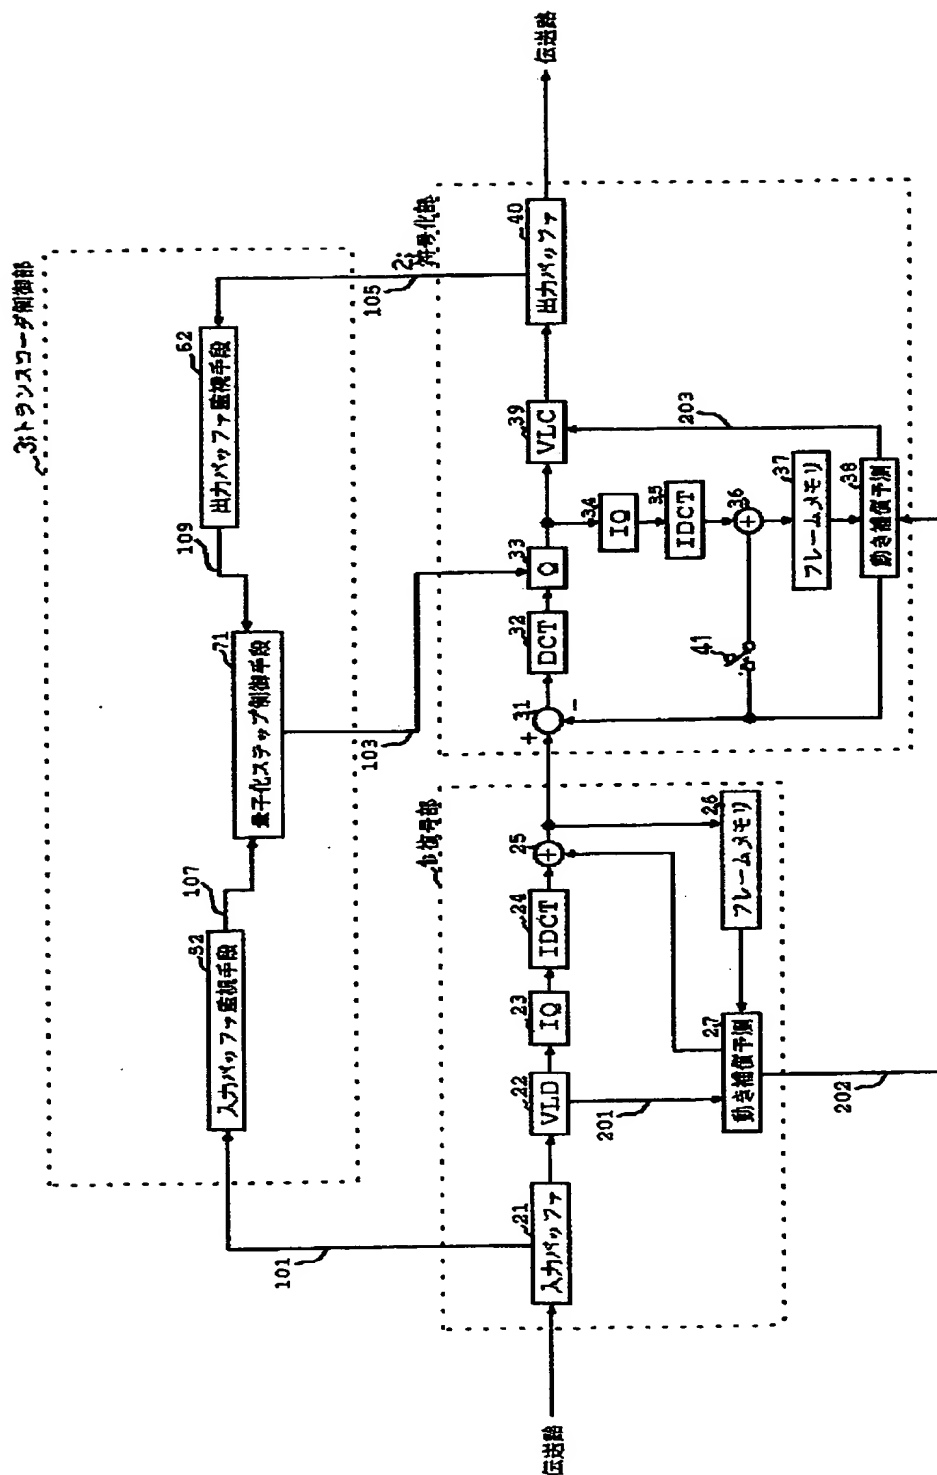 3;トランスコーダ制御部
52
入力バッファ監視手段
107
71
量子化ステップ制御手段
109
62
出力バッファ監視手段
101
103
105
1;復号部
伝送路
21
入力バッファ
22
VLD
23
IQ
24
IDCT
25
+
26
フレームメモリ
27
動き補償予測
201
202
2;符号化部
31
+
-
32
DCT
33
Q
34
IQ
35
IDCT
36
+
37
フレームメモリ
38
動き補償予測
39
VLC
40
出力バッファ
41
203
伝送路